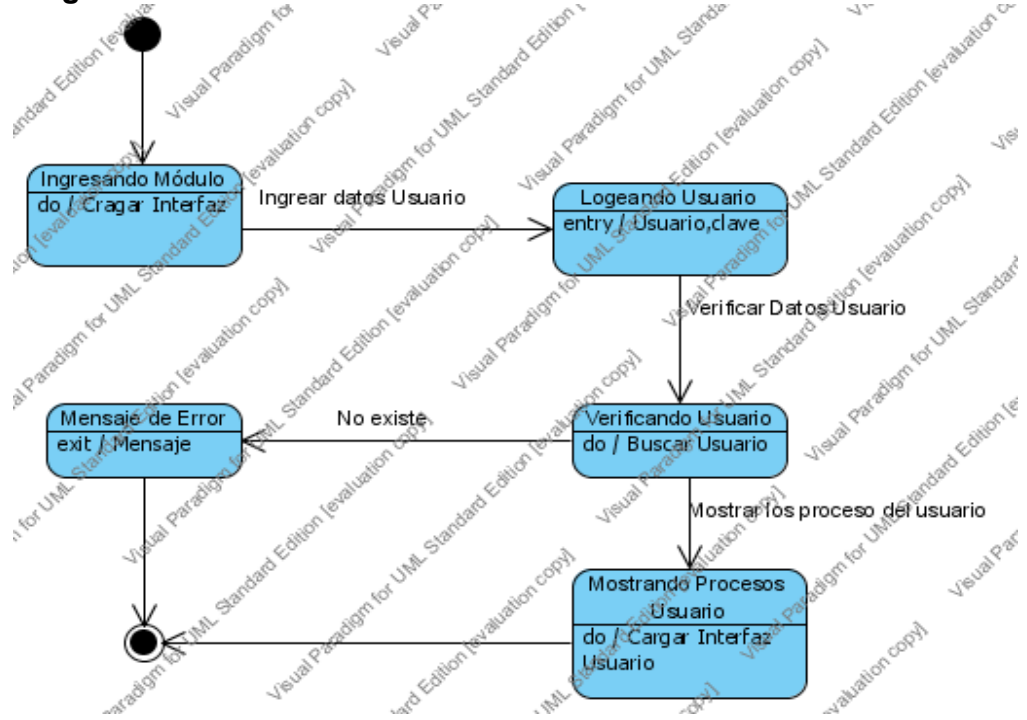 Ingresando Módulo
do / Cragar Interfaz
Ingrear datos Usuario
Logeando Usuario
entry / Usuario,clave
Verificar Datos Usuario
Mensaje de Error
exit / Mensaje
No existe
Verificando Usuario
do / Buscar Usuario
Mostrar los proceso del usuario
Mostrando Procesos
Usuario
do / Cargar Interfaz
Usuario
Visual Paradigm for UML Standard Edition [evaluation copy]